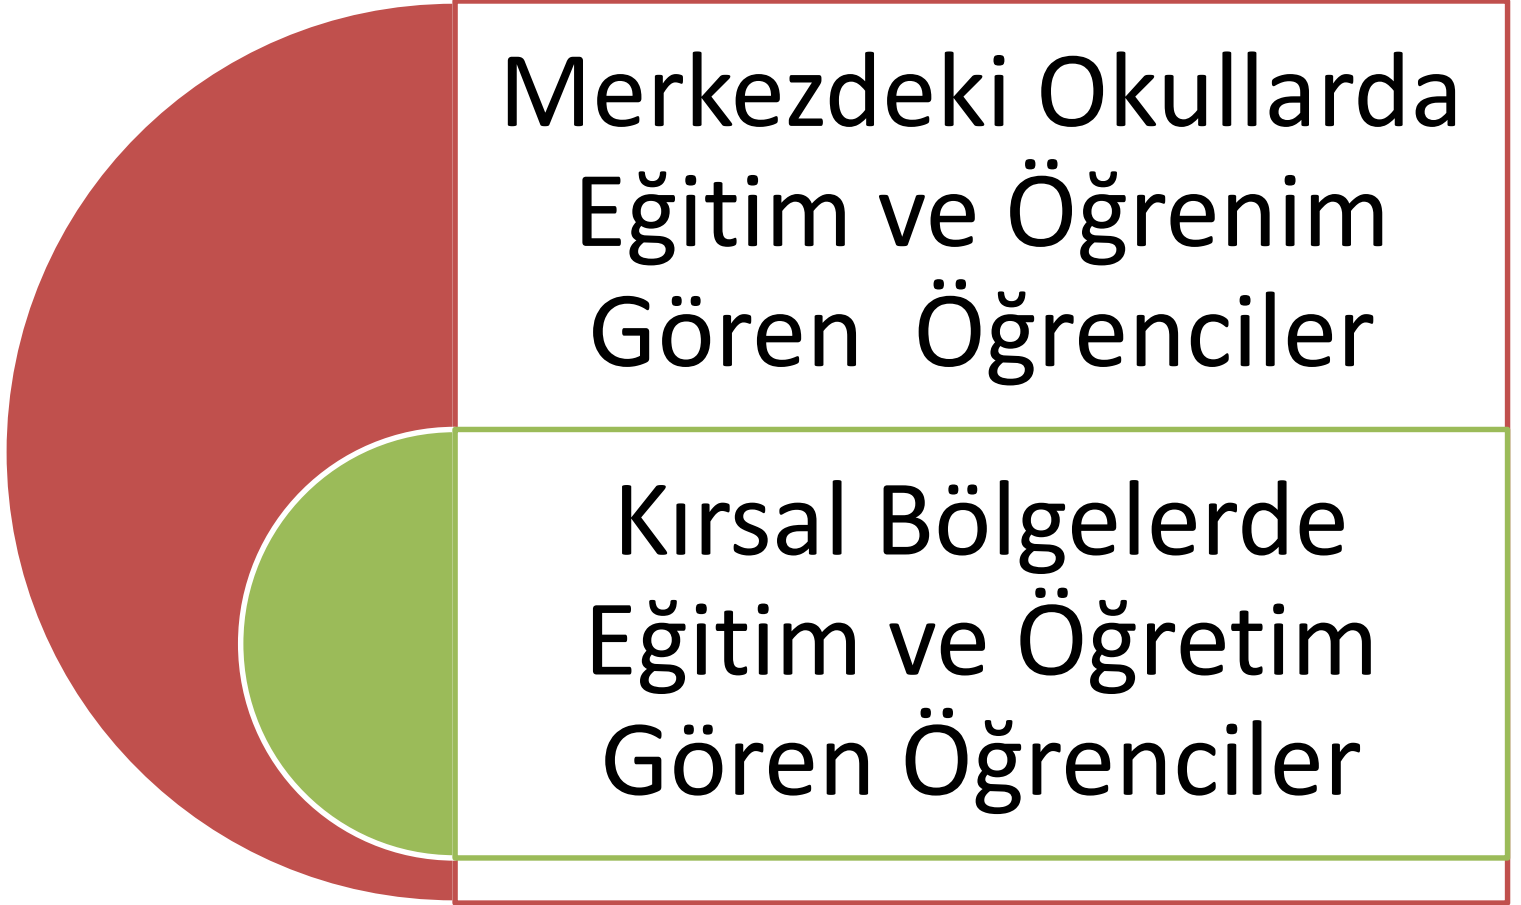 Merkezdeki Okullarda
Eğitim ve Öğrenim
Gören  Öğrenciler
Kırsal Bölgelerde
Eğitim ve Öğretim
Gören Öğrenciler